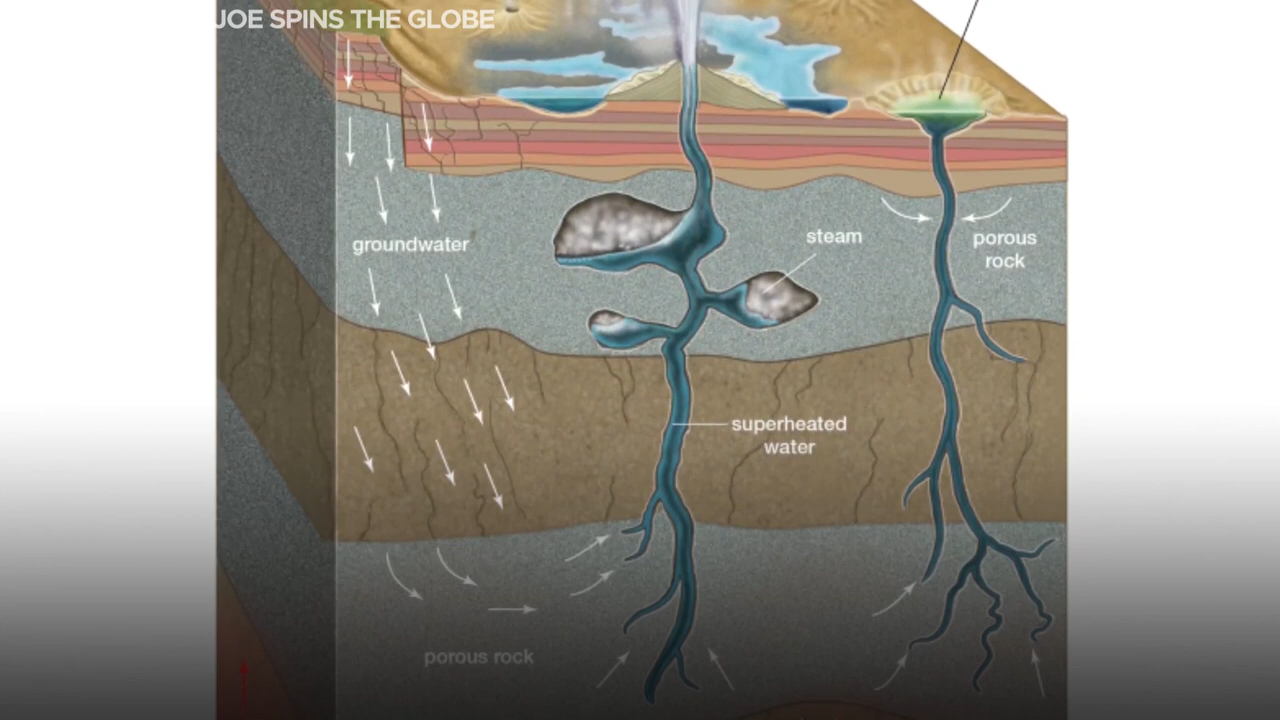 JOE SPINS THE GLOBE
groundwater
steam
porous
rock
superheated
water
porous rock